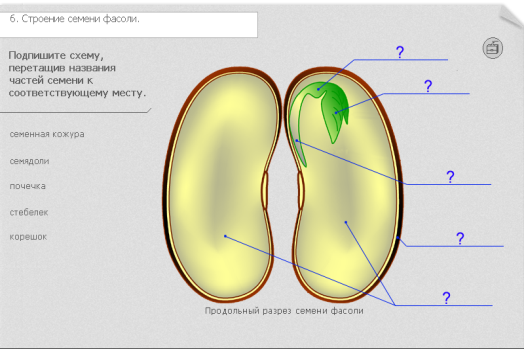 6. Строение семени фасоли.
Подпишите схему,
перетащив названия
частей семени к
соответствующему месту.
семенная кожура
семядоли
почечка
стебелек
корешок
?
?
?
?
?
Продольный разрез семени фасоли